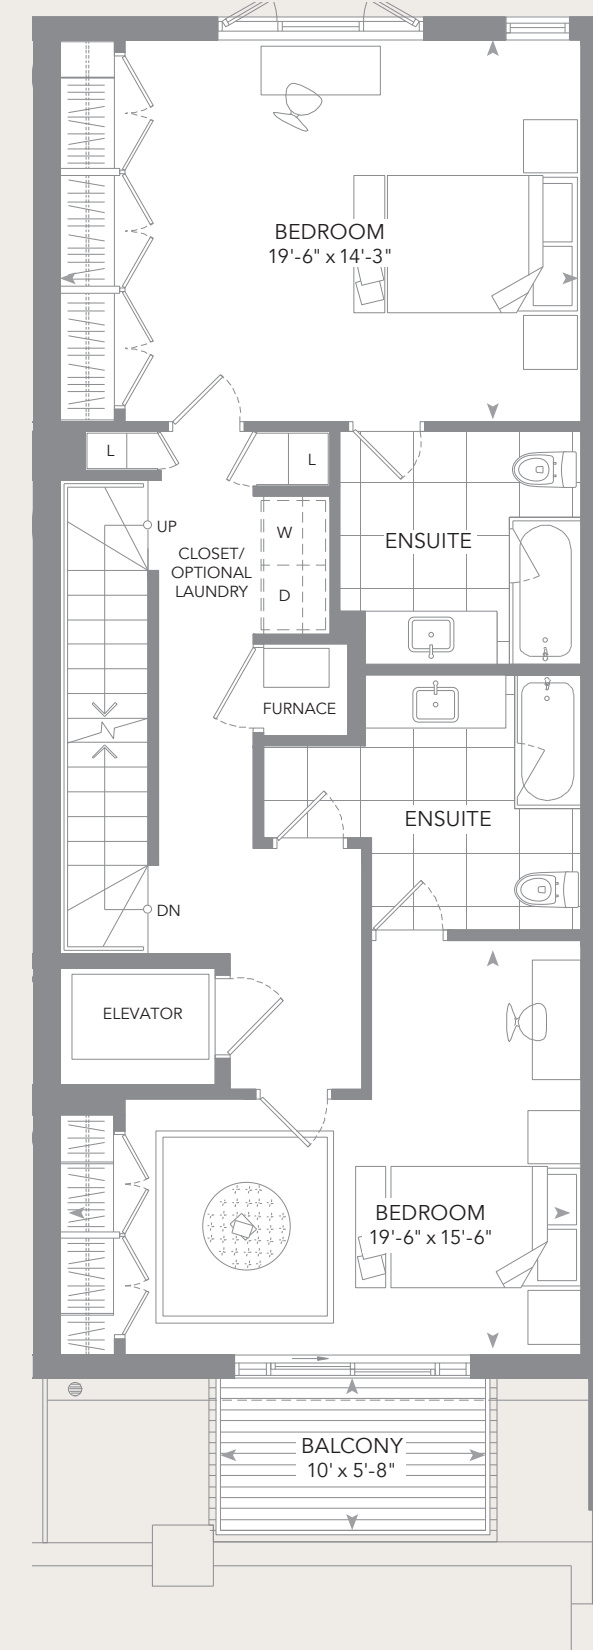 BEDROOM
19'-6" x 14'-3"
L
L
UP
W
CLOSET/
OPTIONAL
LAUNDRY
D
ENSUITE
FURNACE
ENSUITE
DN
ELEVATOR
BEDROOM
19'-6" x 15'-6"
BALCONY
10' x 5'-8"